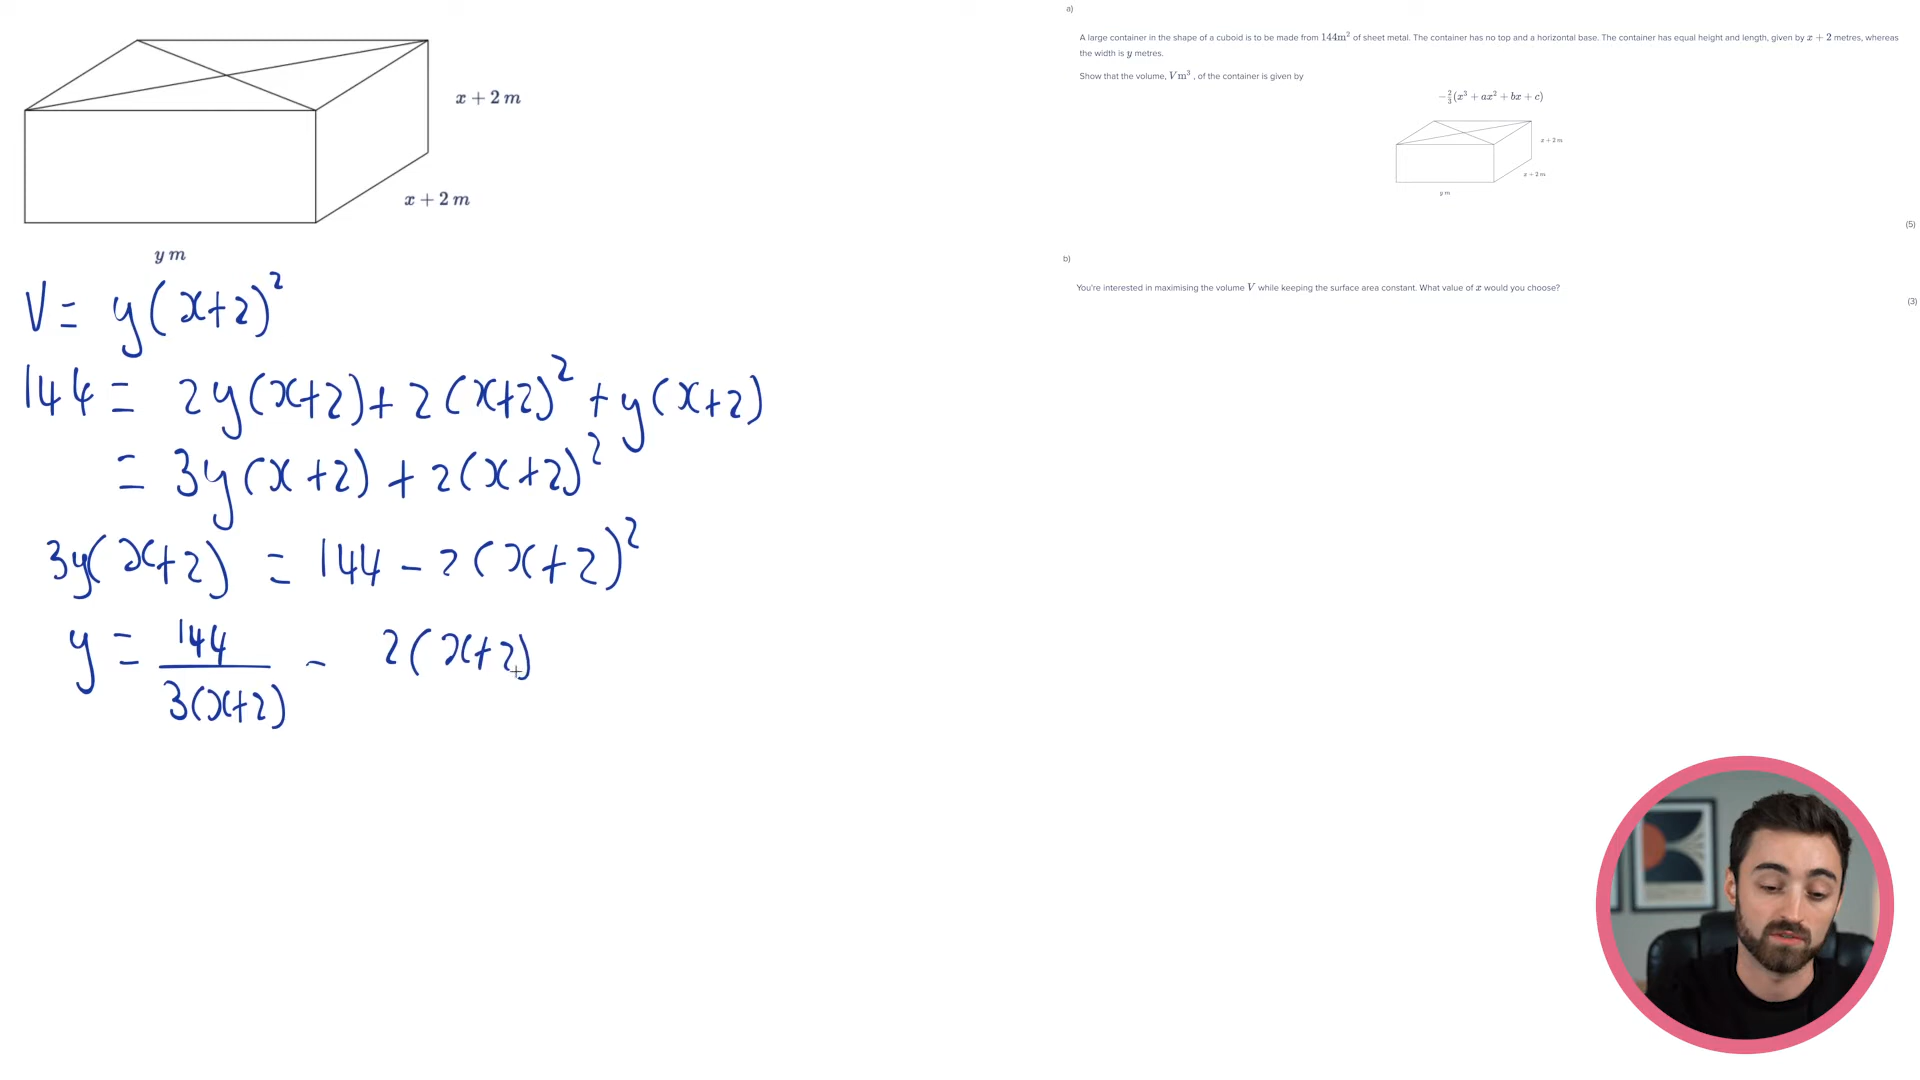 x + 2 m
x + 2 m
y m
V = y(x+2)²
144 = 2y(x+2) + 2(x+2)² + y(x+2)
= 3y(x+2) + 2(x+2)²
3y(x+2) = 144 - 2(x+2)²
y = 144/3(x+2) - 2(x+2)
a)
A large container in the shape of a cuboid is to be made from 144m² of sheet metal. The container has no top and a horizontal base. The container has equal height and length, given by x + 2 metres, whereas
the width is y metres.
Show that the volume, V m³ , of the container is given by
-2/3(x³ + ax² + bx + c)
x + 2 m
x + 2 m
y m
(5)
b)
You're interested in maximising the volume V while keeping the surface area constant. What value of x would you choose?
(3)